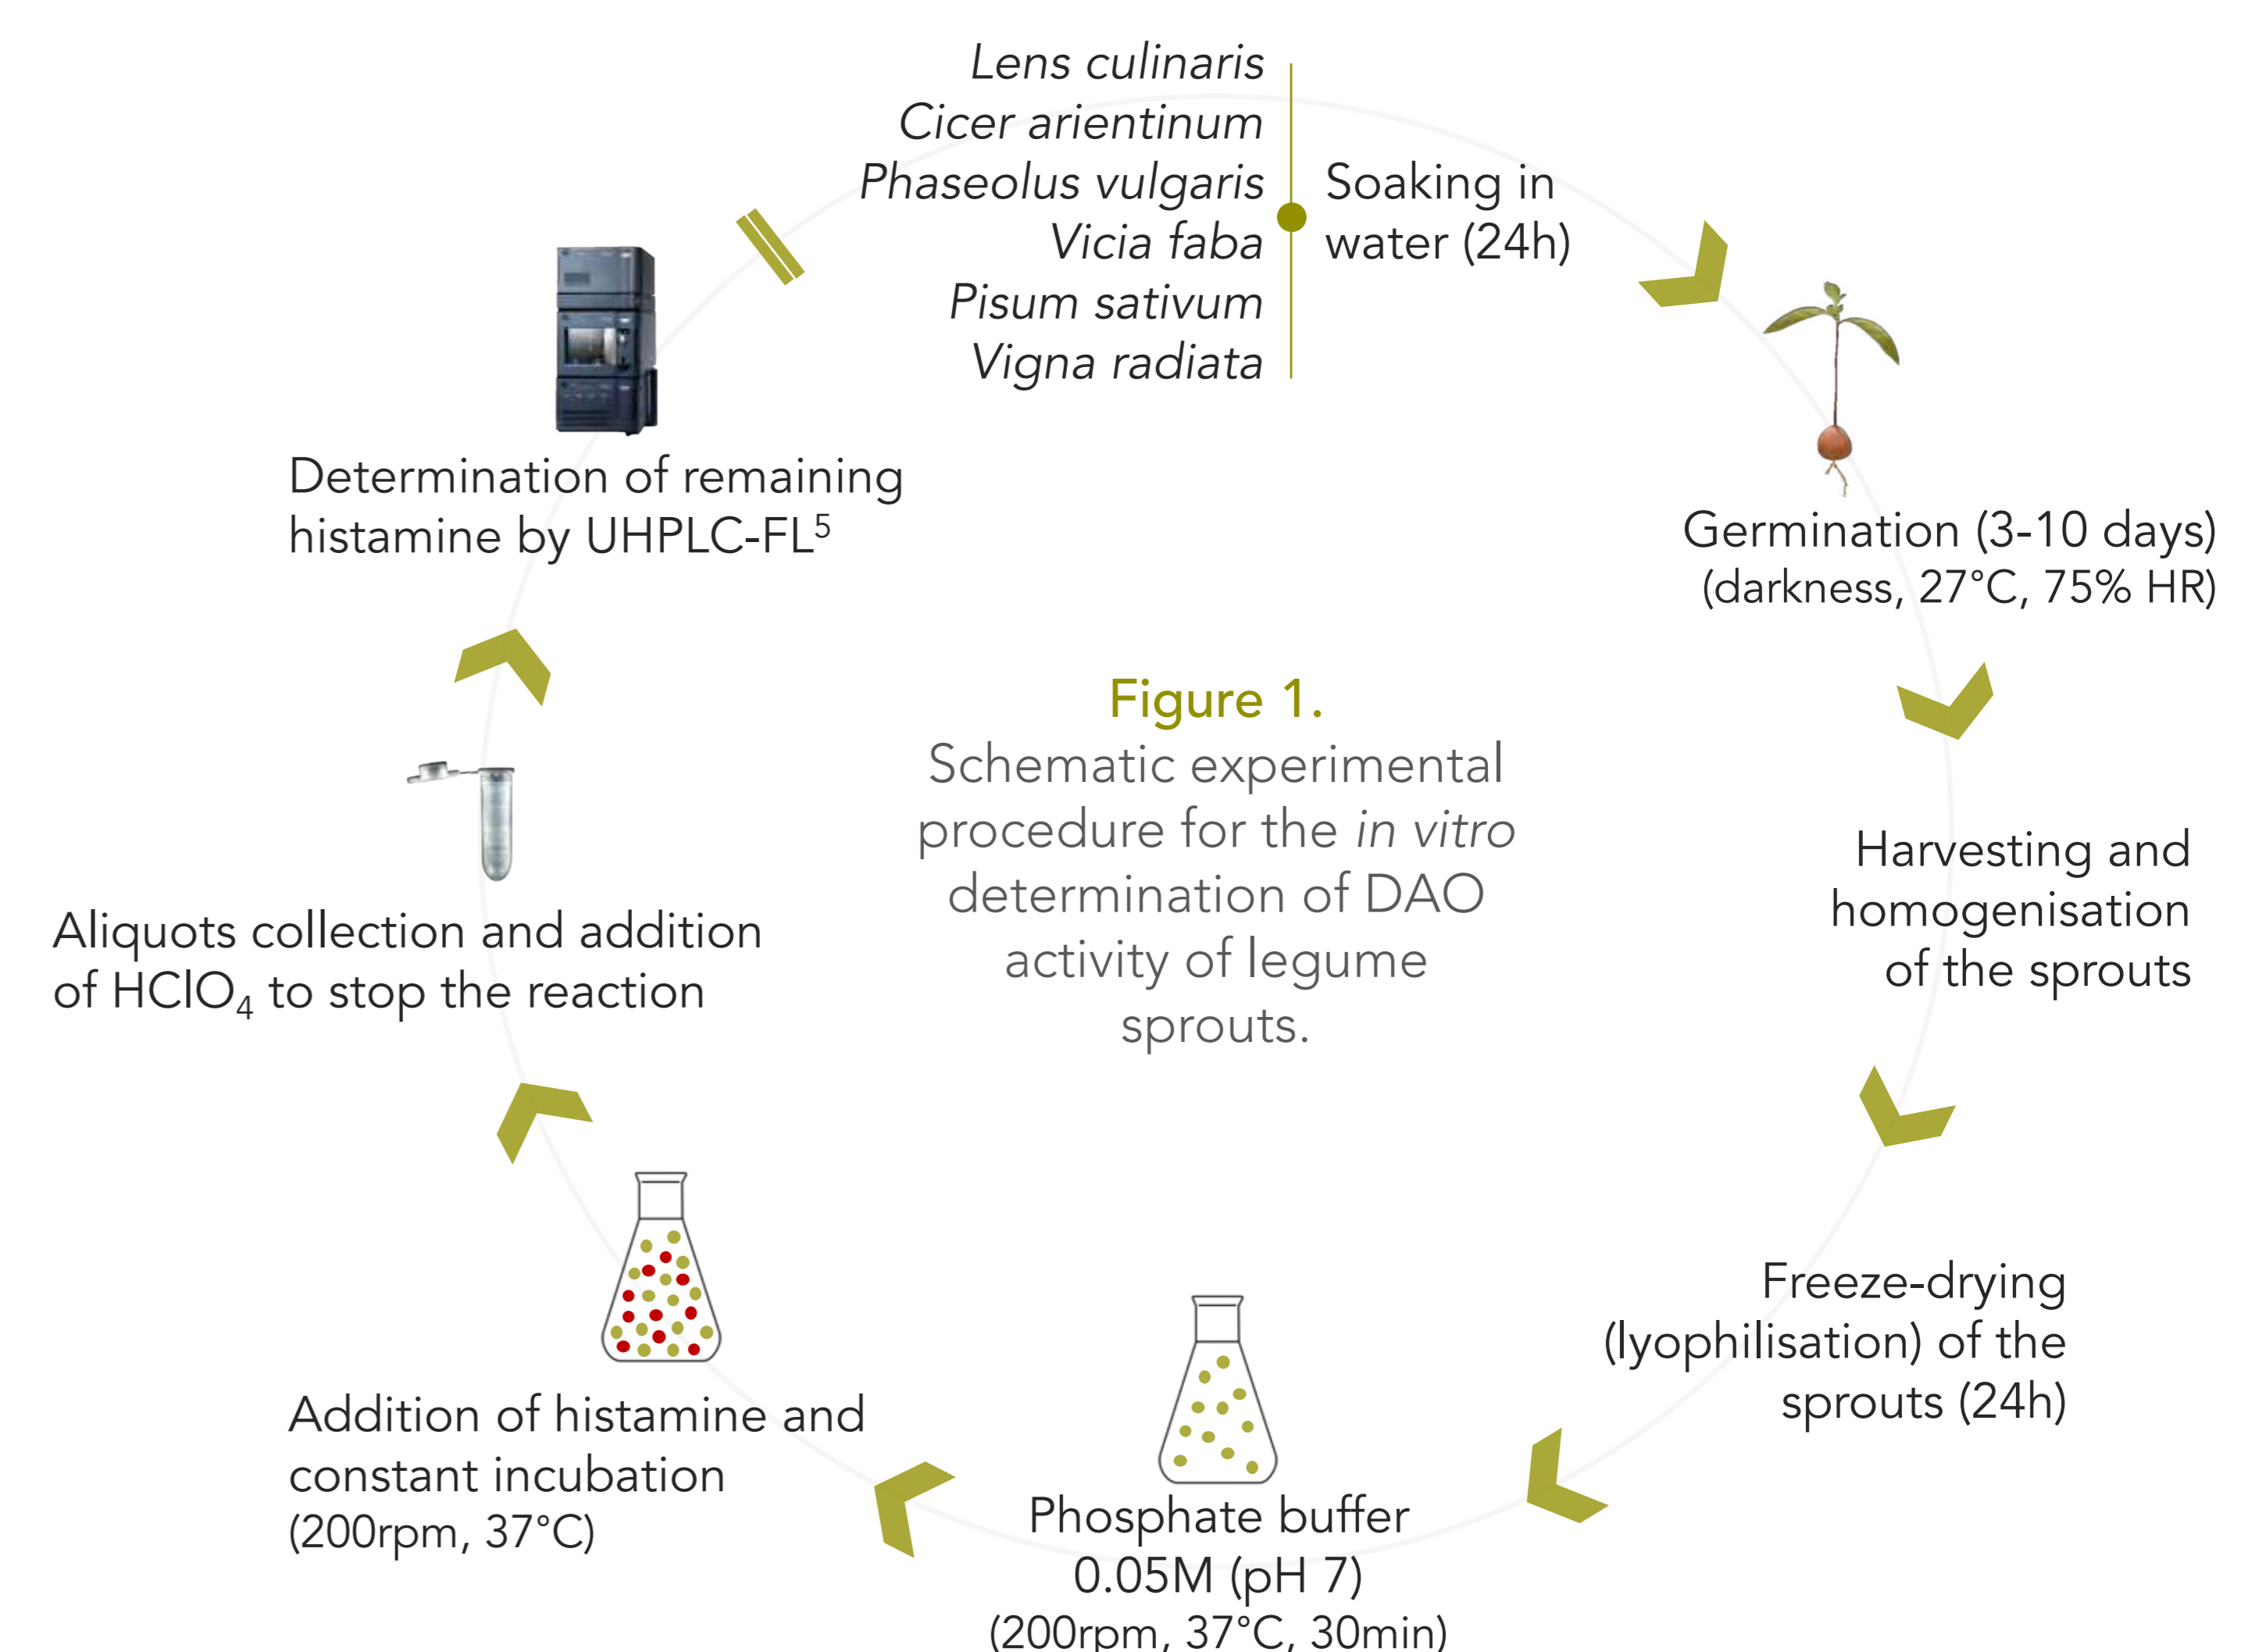 Lens culinaris
Cicer arientinum
Phaseolus vulgaris
Vicia faba
Pisum sativum
Vigna radiata
Soaking in
water (24h)
Germination (3-10 days)
(darkness, 27°C, 75% HR)
Harvesting and
homogenisation
of the sprouts
Freeze-drying
(lyophilisation) of the
sprouts (24h)
Phosphate buffer
0.05M (pH 7)
(200rpm, 37°C, 30min)
Addition of histamine and
constant incubation
(200rpm, 37°C)
Aliquots collection and addition
of HClO₄ to stop the reaction
Determination of remaining
histamine by UHPLC-FL⁵
Figure 1.
Schematic experimental
procedure for the in vitro
determination of DAO
activity of legume
sprouts.